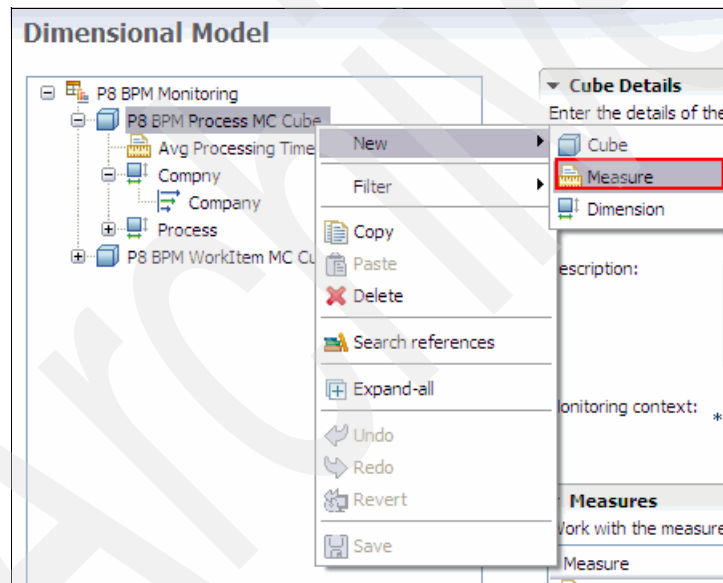 Dimensional Model
P8 BPM Monitoring
P8 BPM Process MC Cube
Avg Processing Time
Compny
Company
Process
P8 BPM WorkItem MC Cu
New
Filter
Copy
Paste
Delete
Search references
Expand-all
Undo
Redo
Revert
Save
Cube
Measure
Dimension
Cube Details
Enter the details of the
escription:
onitoring context: *
Measures
ork with the measure
Measure